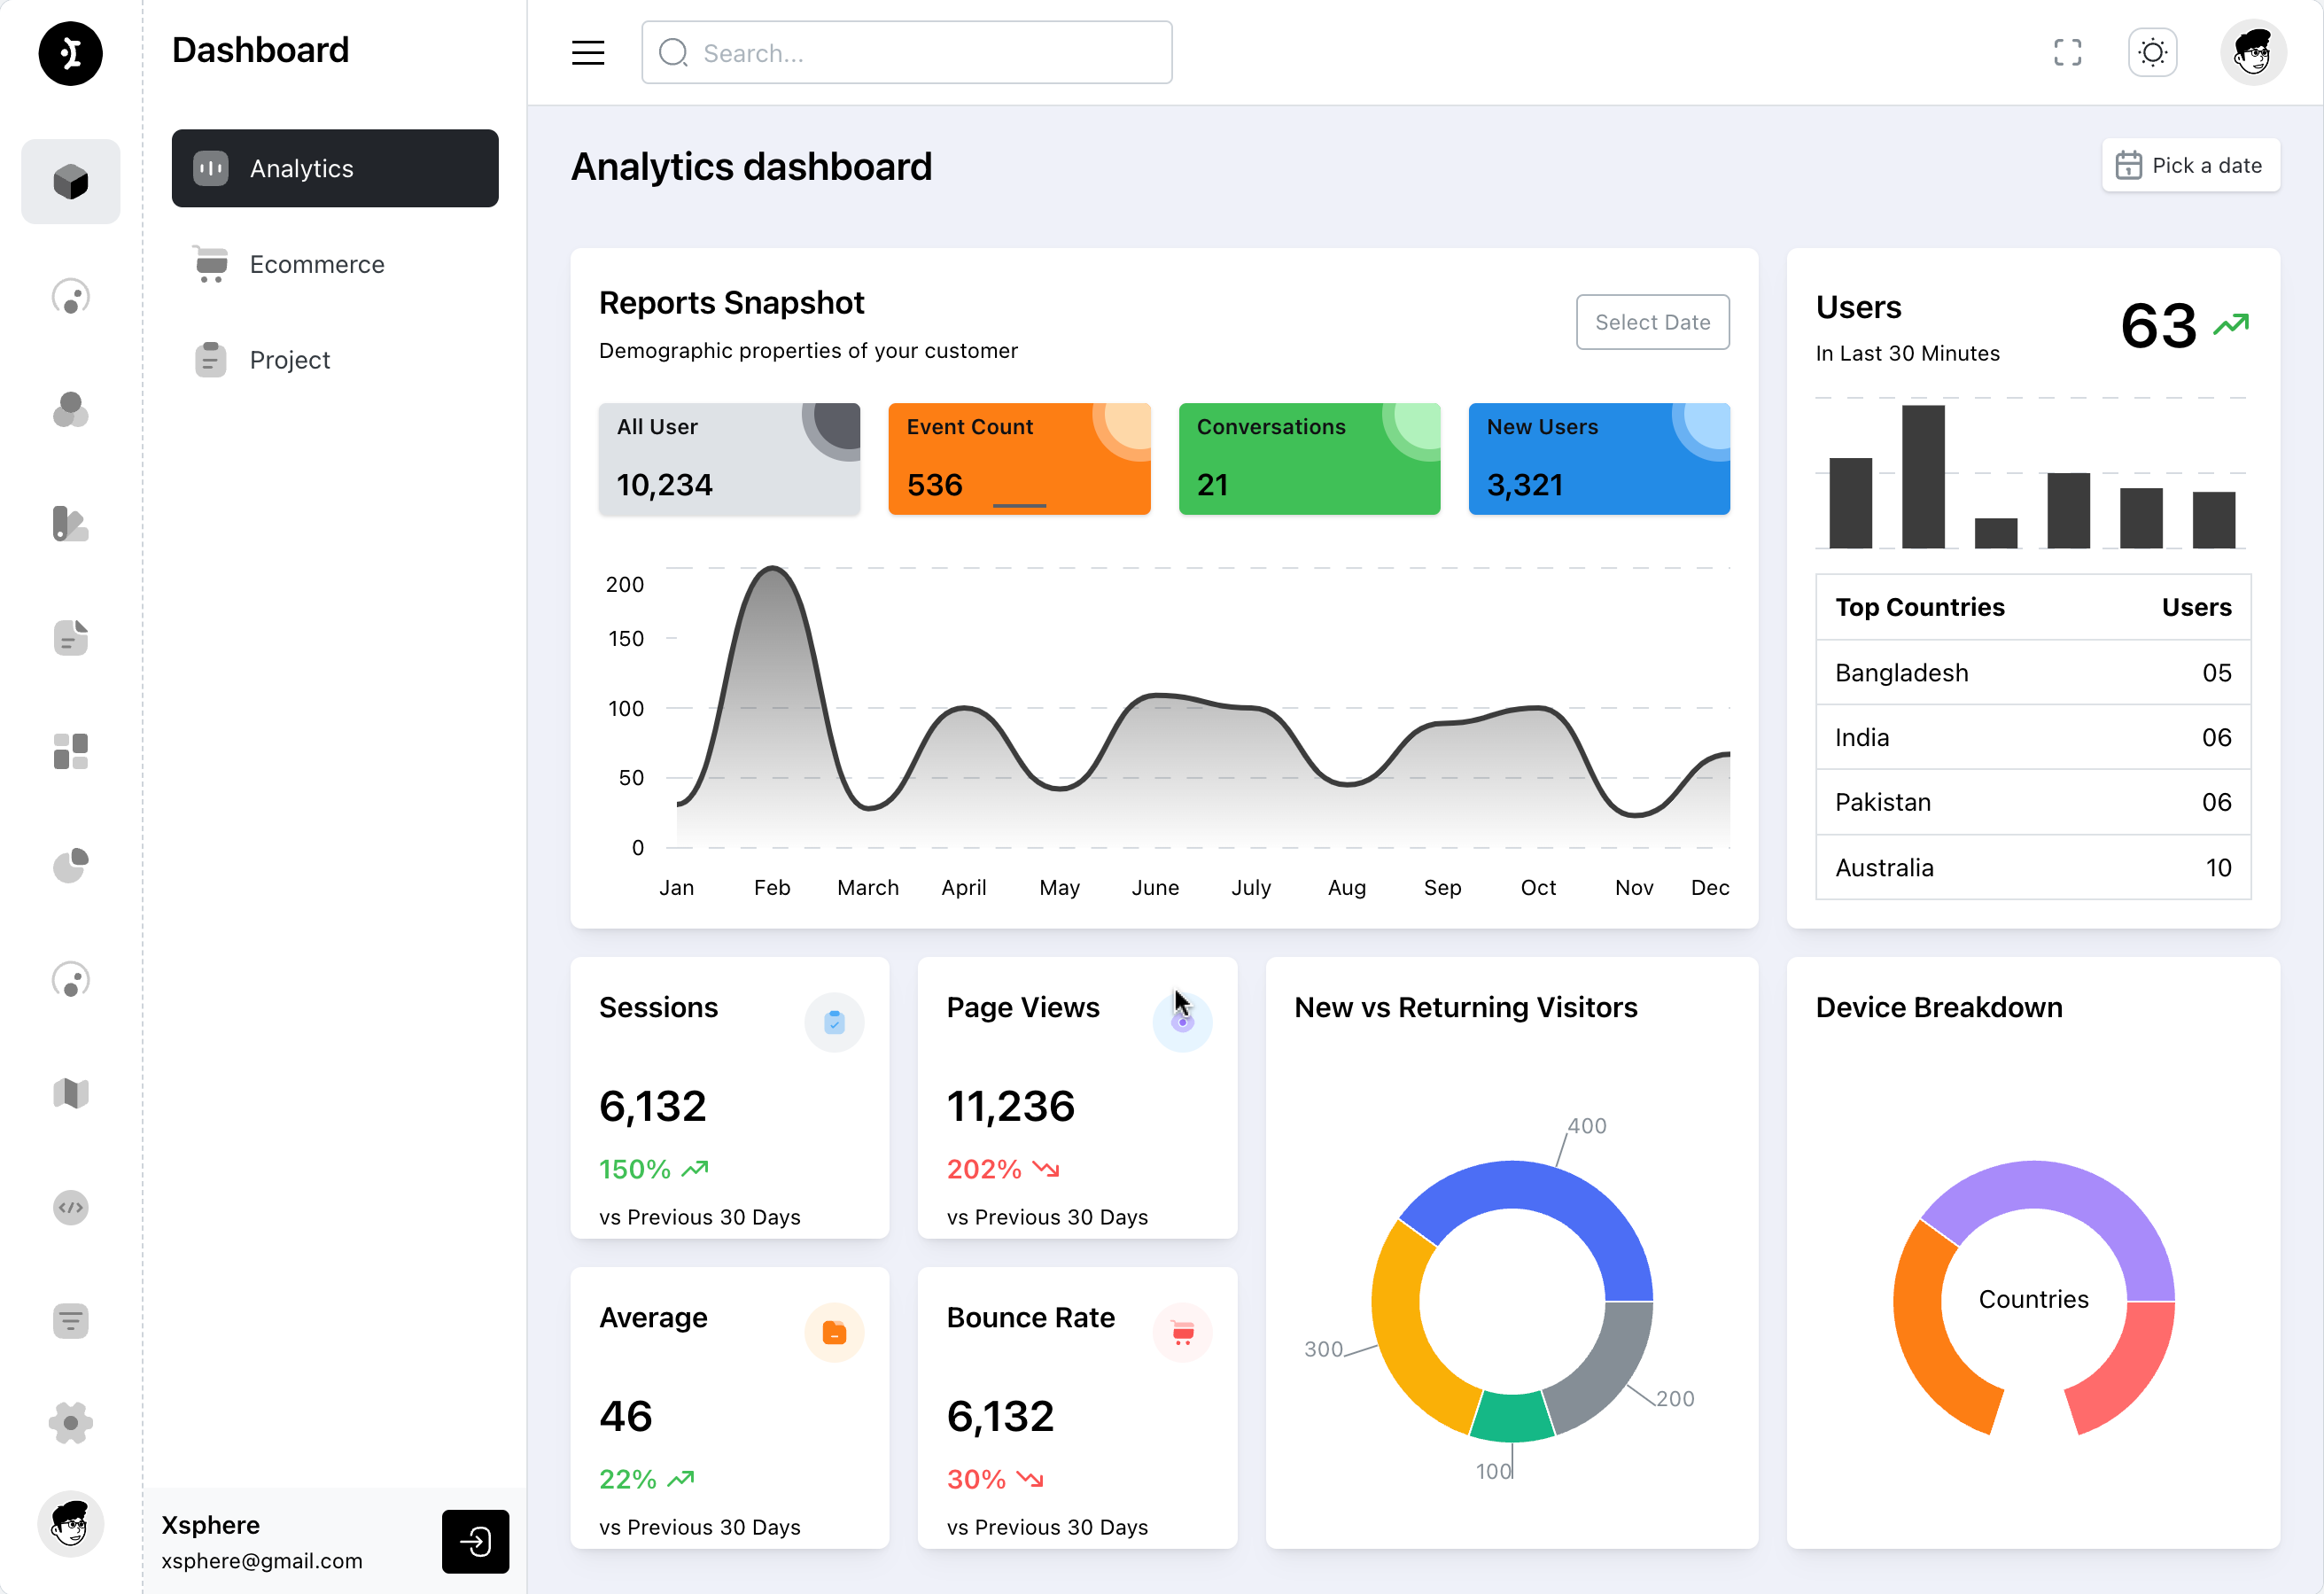 Dashboard
Analytics
Ecommerce
Project
Xsphere
xsphere@gmail.com
Search...
Analytics dashboard
1
Pick a date
Reports Snapshot
Demographic properties of your customer
Select Date
All User
10,234
Event Count
536
Conversations
21
New Users
3,321
200
150
100
50
0
Jan Feb March April May June July Aug Sep Oct Nov Dec
Users
In Last 30 Minutes
63
Top Countries Users
Bangladesh 05
India 06
Pakistan 06
Australia 10
Sessions
6,132
150%
vs Previous 30 Days
Page Views
11,236
202%
vs Previous 30 Days
Average
46
22%
vs Previous 30 Days
Bounce Rate
6,132
30%
vs Previous 30 Days
New vs Returning Visitors
400
300
200
100
Device Breakdown
Countries